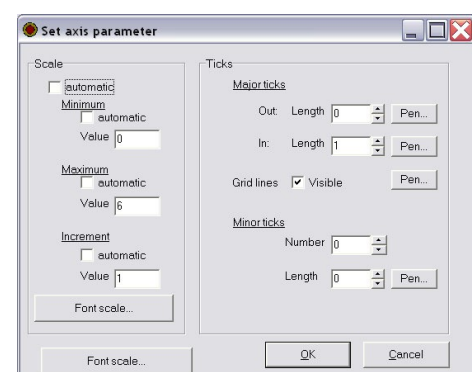 Set axis parameter
Scale
automatic
Minimum
automatic
Value 0
Maximum
automatic
Value 6
Increment
automatic
Value 1
Font scale...
Font scale...
Ticks
Major ticks
Out: Length 0 Pen...
In: Length 1 Pen...
Grid lines Visible Pen...
Minor ticks
Number 0
Length 0 Pen...
OK Cancel